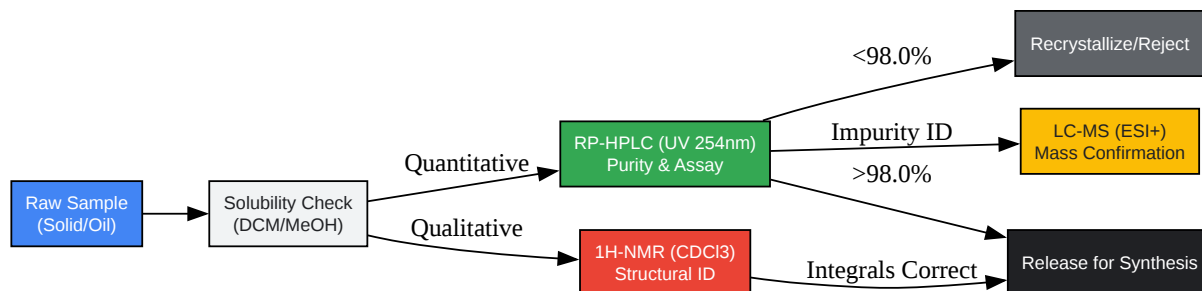 Raw Sample
(Solid/Oil)
Solubility Check
(DCM/MeOH)
Quantitative
Qualitative
RP-HPLC (UV 254nm)
Purity & Assay
1H-NMR (CDCl3)
Structural ID
<98.0%
Impurity ID
>98.0%
Integrals Correct
Recrystallize/Reject
LC-MS (ESI+)
Mass Confirmation
Release for Synthesis